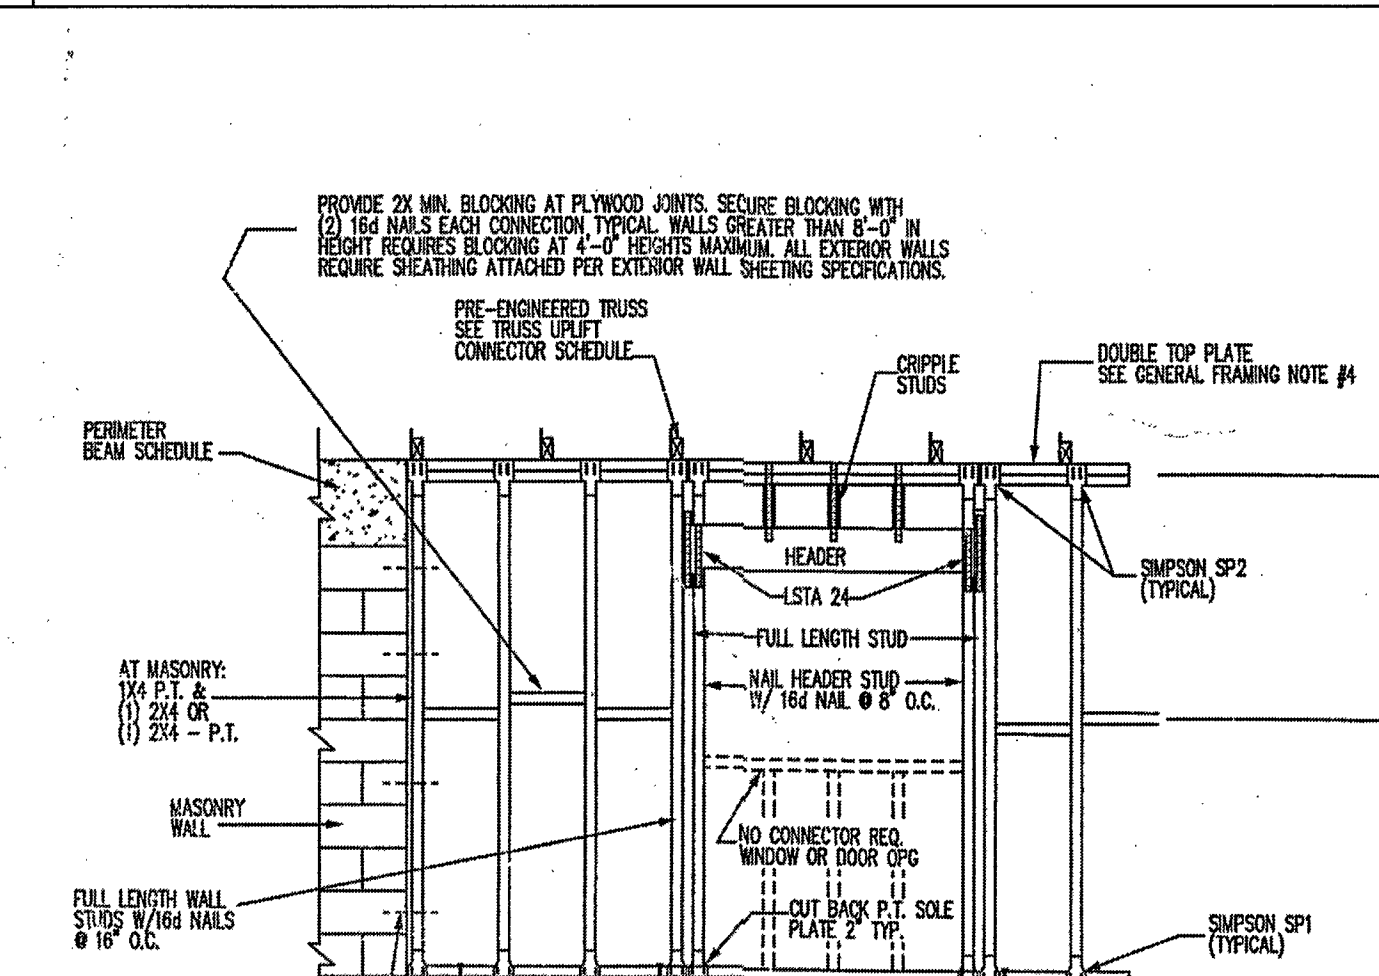 PROVIDE 2X MIN. BLOCKING AT PLYWOOD JOINTS. SECURE BLOCKING WITH
(2) 16d NAILS EACH CONNECTION TYPICAL. WALLS GREATER THAN 8'-0" IN
HEIGHT REQUIRES BLOCKING AT 4'-0" HEIGHTS MAXIMUM. ALL EXTERIOR WALLS
REQUIRE SHEATHING ATTACHED PER EXTERIOR WALL SHEETING SPECIFICATIONS.
PRE-ENGINEERED TRUSS
SEE TRUSS UPLIFT
CONNECTOR SCHEDULE
CRIPPLE
STUDS
DOUBLE TOP PLATE
SEE GENERAL FRAMING NOTE #4
PERIMETER
BEAM SCHEDULE
HEADER
LSTA 24
SIMPSON SP2
(TYPICAL)
FULL LENGTH STUD
AT MASONRY:
1X4 P.T. &
(1) 2X4 OR
(1) 2X4 - P.T.
NAIL HEADER STUD
W/ 16d NAIL @ 8" O.C.
MASONRY
WALL
NO CONNECTOR REQ.
WINDOW OR DOOR OPG
FULL LENGTH WALL
STUDS W/16d NAILS
@ 16" O.C.
CUT BACK P.T. SOLE
PLATE 2" TYP.
SIMPSON SP1
(TYPICAL)